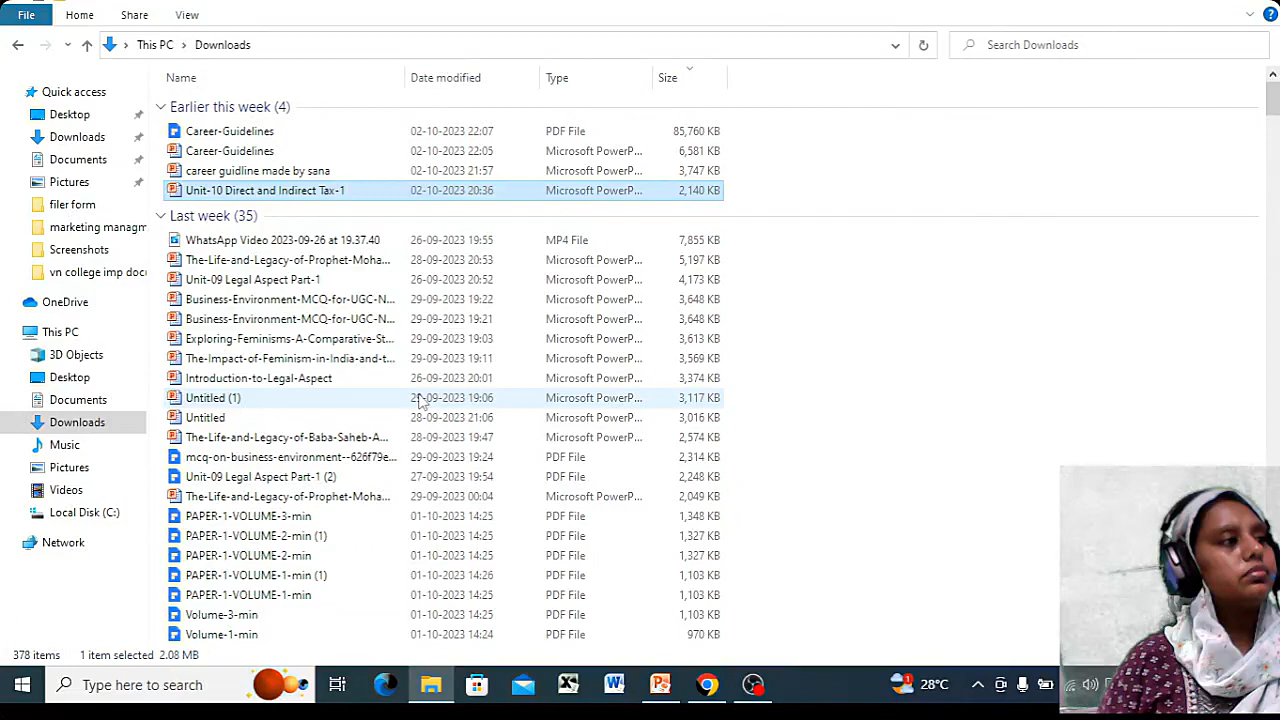 File Home Share View
This PC Downloads Search Downloads
Name Date modified Type Size
Quick access
Desktop
Downloads
Documents
Pictures
filer form
marketing managm
Screenshots
vn college imp docu
OneDrive
This PC
3D Objects
Desktop
Documents
Downloads
Music
Pictures
Videos
Local Disk (C:)
Network
Earlier this week (4)
Career-Guidelines 02-10-2023 22:07 PDF File 85,760 KB
Career-Guidelines 02-10-2023 22:05 Microsoft PowerP... 6,581 KB
career guidline made by sana 02-10-2023 21:57 Microsoft PowerP... 3,747 KB
Unit-10 Direct and Indirect Tax-1 02-10-2023 20:36 Microsoft PowerP... 2,140 KB
Last week (35)
WhatsApp Video 2023-09-26 at 19.37.40 26-09-2023 19:55 MP4 File 7,855 KB
The-Life-and-Legacy-of-Prophet-Moha... 28-09-2023 20:53 Microsoft PowerP... 5,197 KB
Unit-09 Legal Aspect Part-1 26-09-2023 20:52 Microsoft PowerP... 4,173 KB
Business-Environment-MCQ-for-UGC-N... 29-09-2023 19:22 Microsoft PowerP... 3,648 KB
Business-Environment-MCQ-for-UGC-N... 29-09-2023 19:21 Microsoft PowerP... 3,648 KB
Exploring-Feminisms-A-Comparative-St... 29-09-2023 19:03 Microsoft PowerP... 3,613 KB
The-Impact-of-Feminism-in-India-and-t... 29-09-2023 19:11 Microsoft PowerP... 3,569 KB
Introduction-to-Legal-Aspect 26-09-2023 20:01 Microsoft PowerP... 3,374 KB
Untitled (1) 19:06 Microsoft PowerP... 3,117 KB
Untitled 28-09-2023 21:06 Microsoft PowerP... 3,016 KB
The-Life-and-Legacy-of-Baba-Saheb-A... 28-09-2023 19:47 Microsoft PowerP... 2,574 KB
mcq-on-business-environment--626f79e... 29-09-2023 19:24 PDF File 2,314 KB
Unit-09 Legal Aspect Part-1 (2) 27-09-2023 19:54 PDF File 2,248 KB
The-Life-and-Legacy-of-Prophet-Moha... 29-09-2023 00:04 Microsoft PowerP... 2,049 KB
PAPER-1-VOLUME-3-min 01-10-2023 14:25 PDF File 1,348 KB
PAPER-1-VOLUME-2-min (1) 01-10-2023 14:25 PDF File 1,327 KB
PAPER-1-VOLUME-2-min 01-10-2023 14:25 PDF File 1,327 KB
PAPER-1-VOLUME-1-min (1) 01-10-2023 14:26 PDF File 1,103 KB
PAPER-1-VOLUME-1-min 01-10-2023 14:25 PDF File 1,103 KB
Volume-3-min 01-10-2023 14:25 PDF File 1,103 KB
Volume-1-min 01-10-2023 14:24 PDF File 970 KB
378 items 1 item selected 2.08 MB
Type here to search 28°C